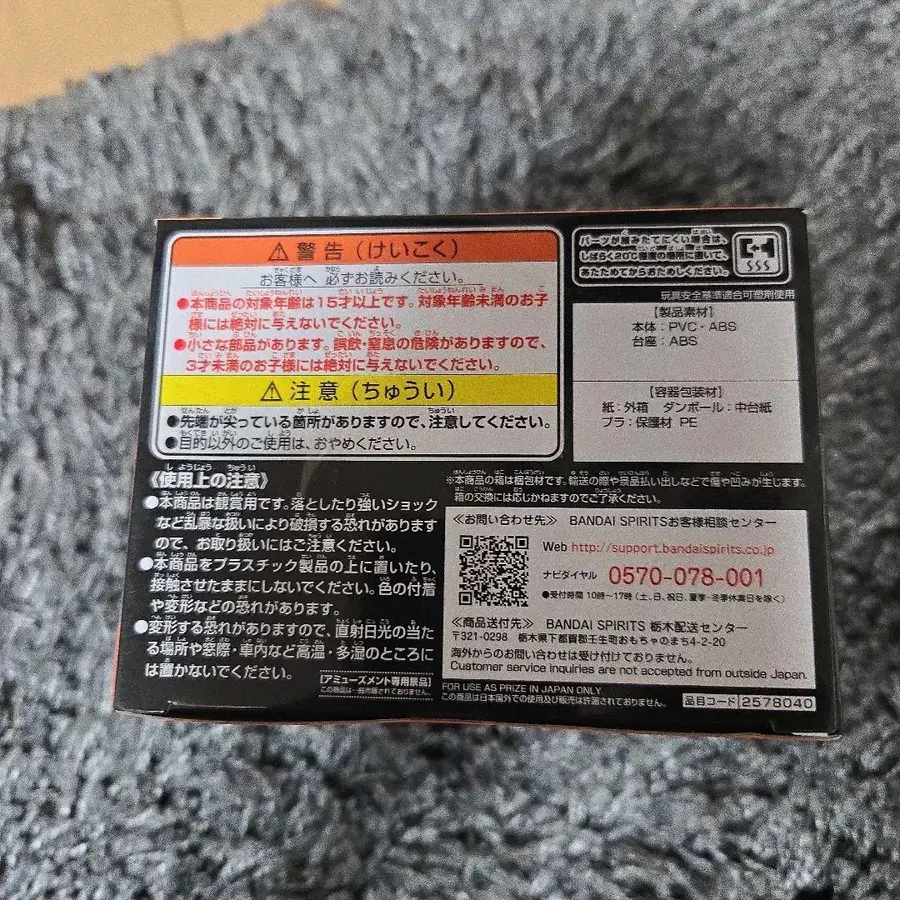 ⚠ 警告（けいこく）
お客様へ 必ずお読みください。
●本商品の対象年齢は15才以上です。対象年齢未満のお子
様には絶対に与えないでください。
●小さな部品があります。誤飲・窒息の危険がありますので、
3才未満のお子様には絶対に与えないでください。
⚠ 注意（ちゅうい）
●先端が尖っている箇所がありますので、注意してください。
●目的以外のご使用は、おやめください。
《使用上の注意》
●本商品は観賞用です。落としたり強いショック
など乱暴な扱いにより破損する恐れがあります
ので、お取り扱いにはご注意ください。
●本商品をプラスチック製品の上に置いたり、
接触させたままにしないでください。色の付着
や変形などの恐れがあります。
●変形する恐れがありますので、直射日光の当た
る場所や窓際・車内など高温・多湿のところに
は置かないでください。
[アミューズメント専用景品]
この商品は一般市販されておりません。
パーツが組みたてにくい場合は、
しばらく20℃程度の場所に置いて、
あたためてからおためしください。
玩具安全基準適合可塑剤使用
【製品素材】
本体：PVC・ABS
台座：ABS
【容器包装材】
紙：外箱 ダンボール：中台紙
プラ：保護材 PE
※本商品の箱は梱包材です。輸送の際や景品払い出しなどで傷や凹みが生じます。
箱の交換には応じかねますのでご了承ください。
≪お問い合わせ先≫ BANDAI SPIRITSお客様相談センター
Web http://support.bandaispirits.co.jp
ナビダイヤル 0570-078-001
●受付時間 10時〜17時（土、日、祝日、夏季・冬季休業日を除く）
≪商品送付先≫ BANDAI SPIRITS 栃木配送センター
〒321-0298 栃木県下都賀郡壬生町おもちゃのまち4-2-20
海外からのお問い合わせは受け付けておりません。
Customer service inquiries are not accepted from outside Japan.
FOR USE AS PRIZE IN JAPAN ONLY.
この商品は日本国外での使用及び販売は許諾されておりません。
品目コード 2578040